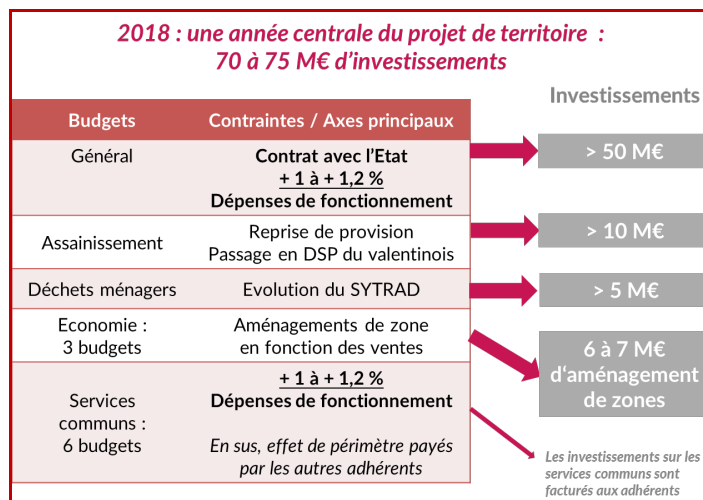 2018 : une année centrale du projet de territoire :
70 à 75 M€ d’investissements
Investissements
Budgets
Contraintes / Axes principaux
Général
Contrat avec l’Etat
+ 1 à + 1,2 %
Dépenses de fonctionnement
> 50 M€
Assainissement
Reprise de provision
Passage en DSP du valentinois
> 10 M€
Déchets ménagers
Evolution du SYTRAD
> 5 M€
Economie :
3 budgets
Aménagements de zone
en fonction des ventes
6 à 7 M€
d‘aménagement
de zones
Services
communs :
6 budgets
+ 1 à + 1,2 %
Dépenses de fonctionnement
En sus, effet de périmètre payés
par les autres adhérents
Les investissements sur les
services communs sont
facturés aux adhérents